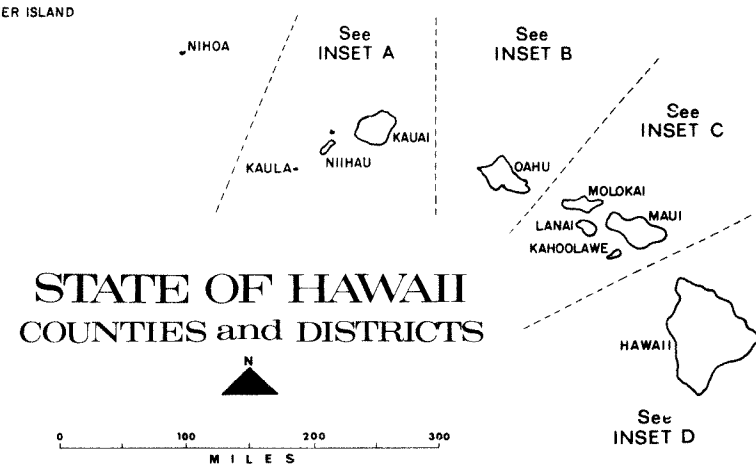 ER ISLAND
NIHOA
See
INSET A
See
INSET B
See
INSET C
KAUAI
NIIHAU
KAULA
OAHU
MOLOKAI
LANAI
MAUI
KAHOOLAWE
STATE OF HAWAII
COUNTIES and DISTRICTS
N
HAWAII
See
INSET D
0 100 200 300
MILES